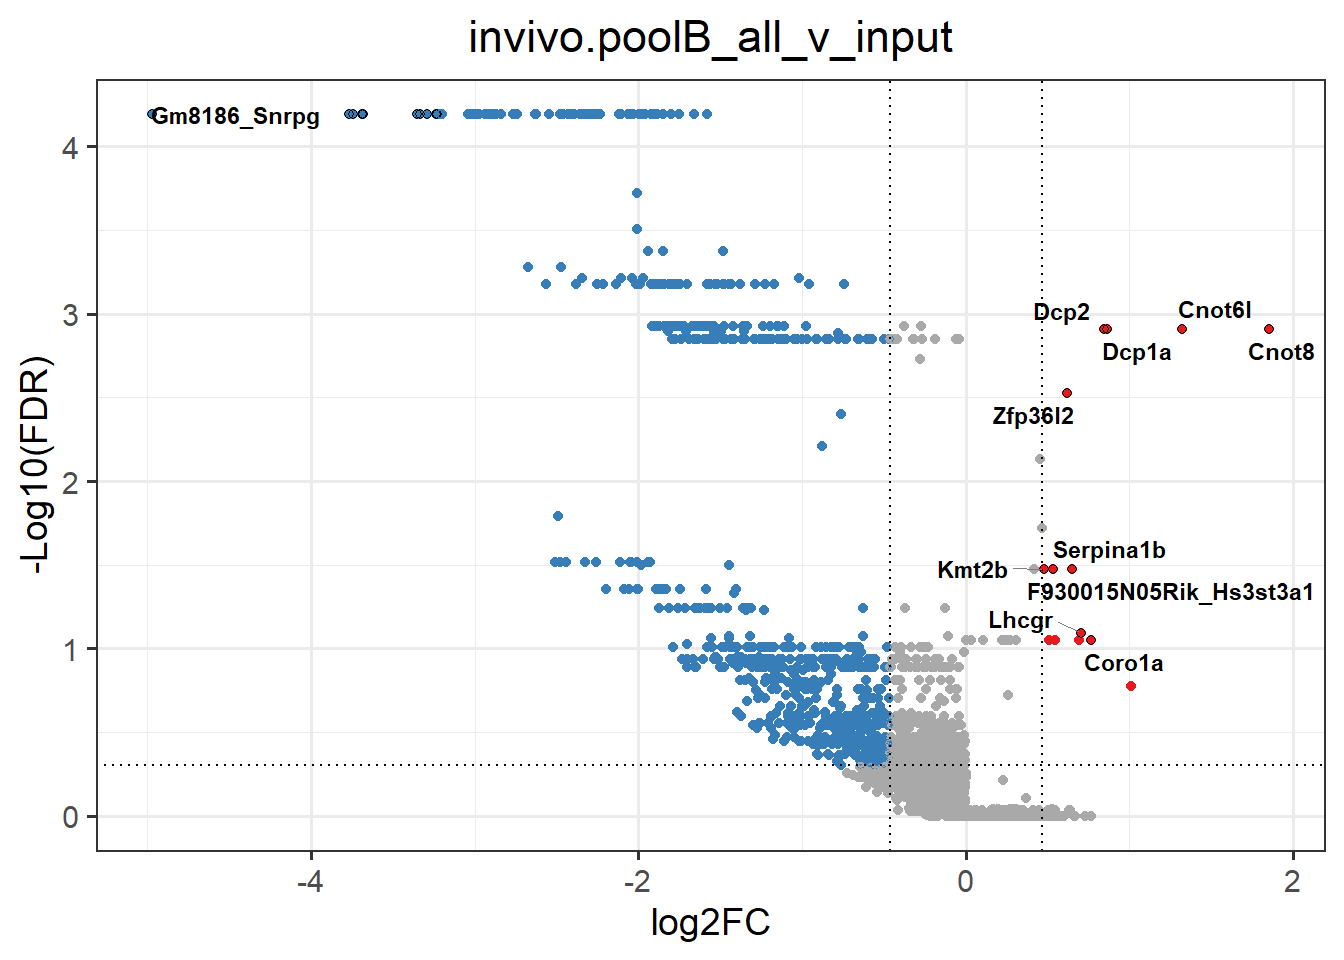 invivo.poolB_all_v_input
Gm8186_Snrpg
4
Dcp2
Cnot6l
3
Dcp1a
Cnot8
Zfp36l2
2
Serpina1b
Kmt2b
F930015N05Rik_Hs3st3a1
Lhcgr
1
Coro1a
0
-Log10(FDR)
-4
-2
0
2
log2FC